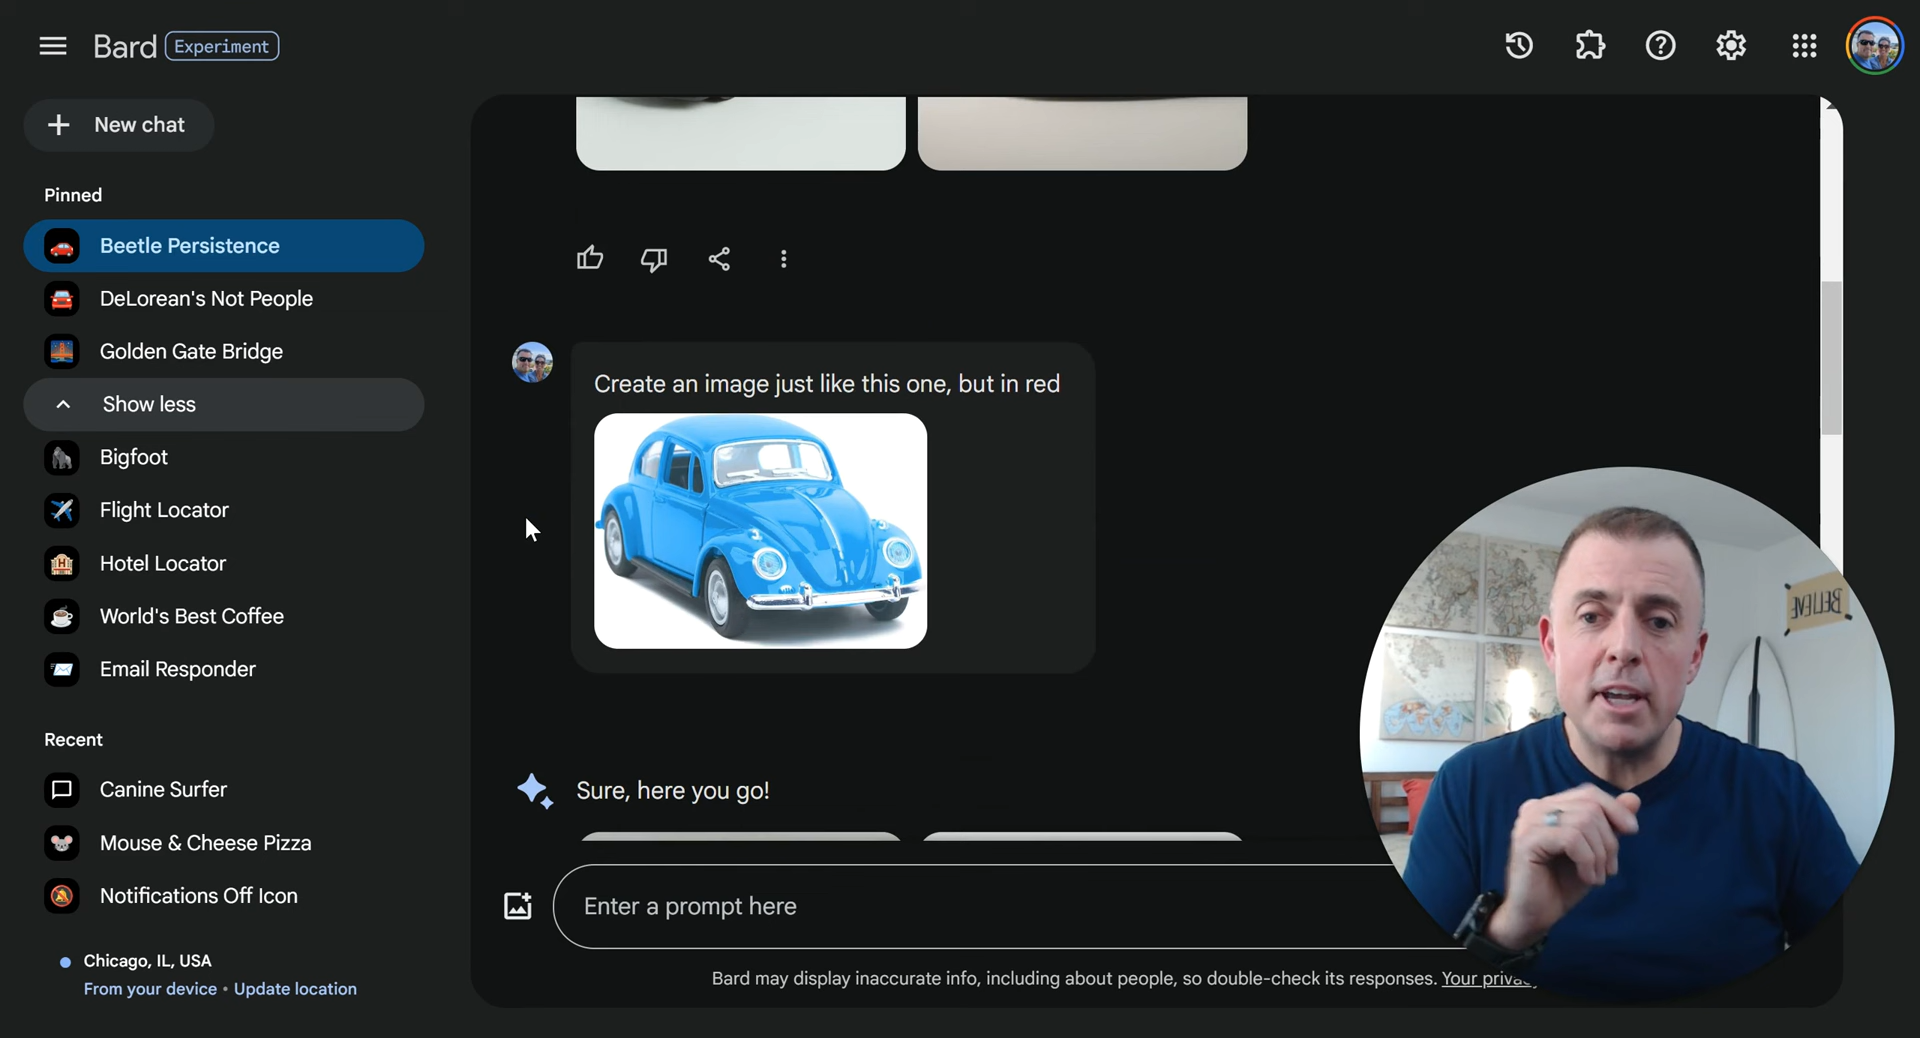 Bard Experiment
New chat
Pinned
Beetle Persistence
DeLorean's Not People
Golden Gate Bridge
Show less
Bigfoot
Flight Locator
Hotel Locator
World's Best Coffee
Email Responder
Recent
Canine Surfer
Mouse & Cheese Pizza
Notifications Off Icon
Chicago, IL, USA
From your device • Update location
Create an image just like this one, but in red
Sure, here you go!
Enter a prompt here
Bard may display inaccurate info, including about people, so double-check its responses. Your
BELIEVE